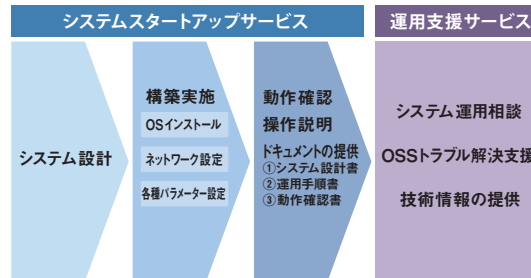 システムスタートアップサービス
システム設計
構築実施
OSインストール
ネットワーク設定
各種パラメーター設定
動作確認
操作説明
ドキュメントの提供
①システム設計書
②運用手順書
③動作確認書
運用支援サービス
システム運用相談
OSSトラブル解決支援
技術情報の提供